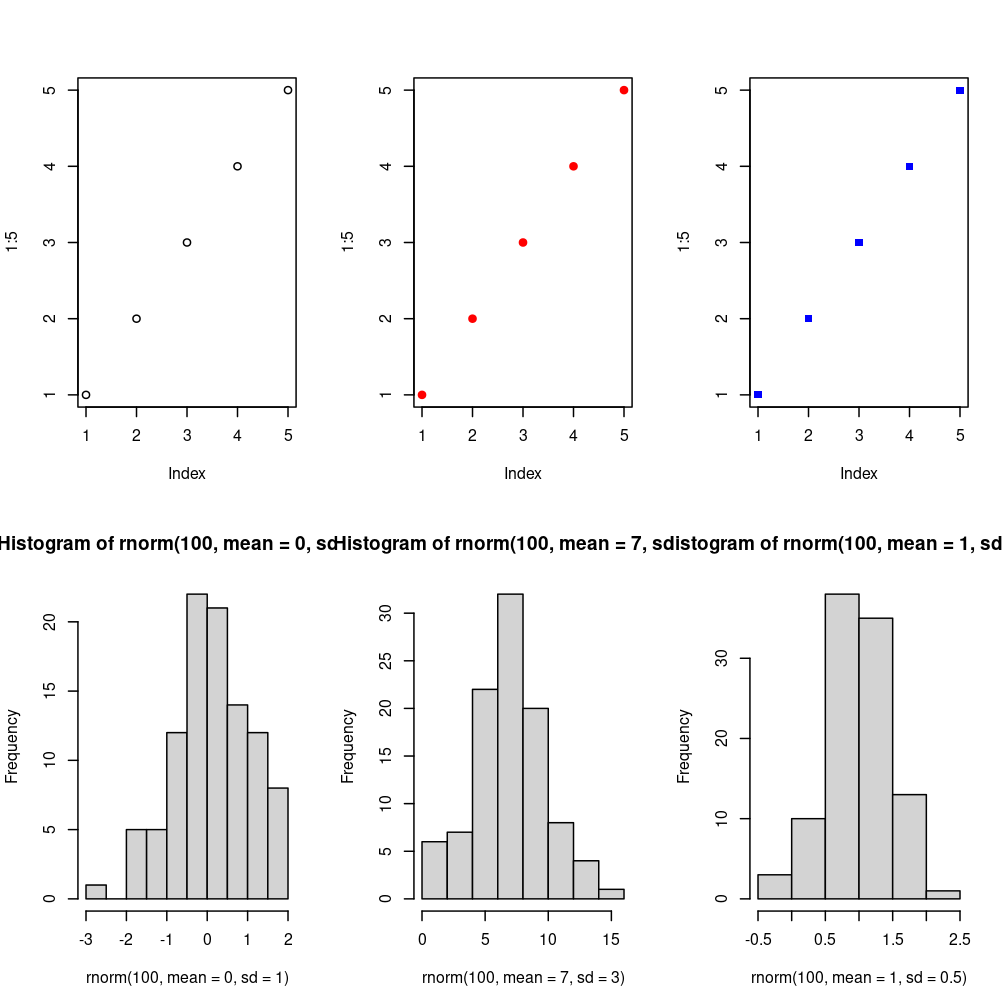 5
4
3
2
1
1:5
1 2 3 4 5
Index
5
4
3
2
1
1:5
1 2 3 4 5
Index
5
4
3
2
1
1:5
1 2 3 4 5
Index
Histogram of rnorm(100, mean = 0, sd
Histogram of rnorm(100, mean = 7, sd
istogram of rnorm(100, mean = 1, sd
20
15
10
5
0
Frequency
-3 -2 -1 0 1 2
rnorm(100, mean = 0, sd = 1)
30
25
20
15
10
5
0
Frequency
0 5 10 15
rnorm(100, mean = 7, sd = 3)
30
20
10
0
Frequency
-0.5 0.5 1.5 2.5
rnorm(100, mean = 1, sd = 0.5)